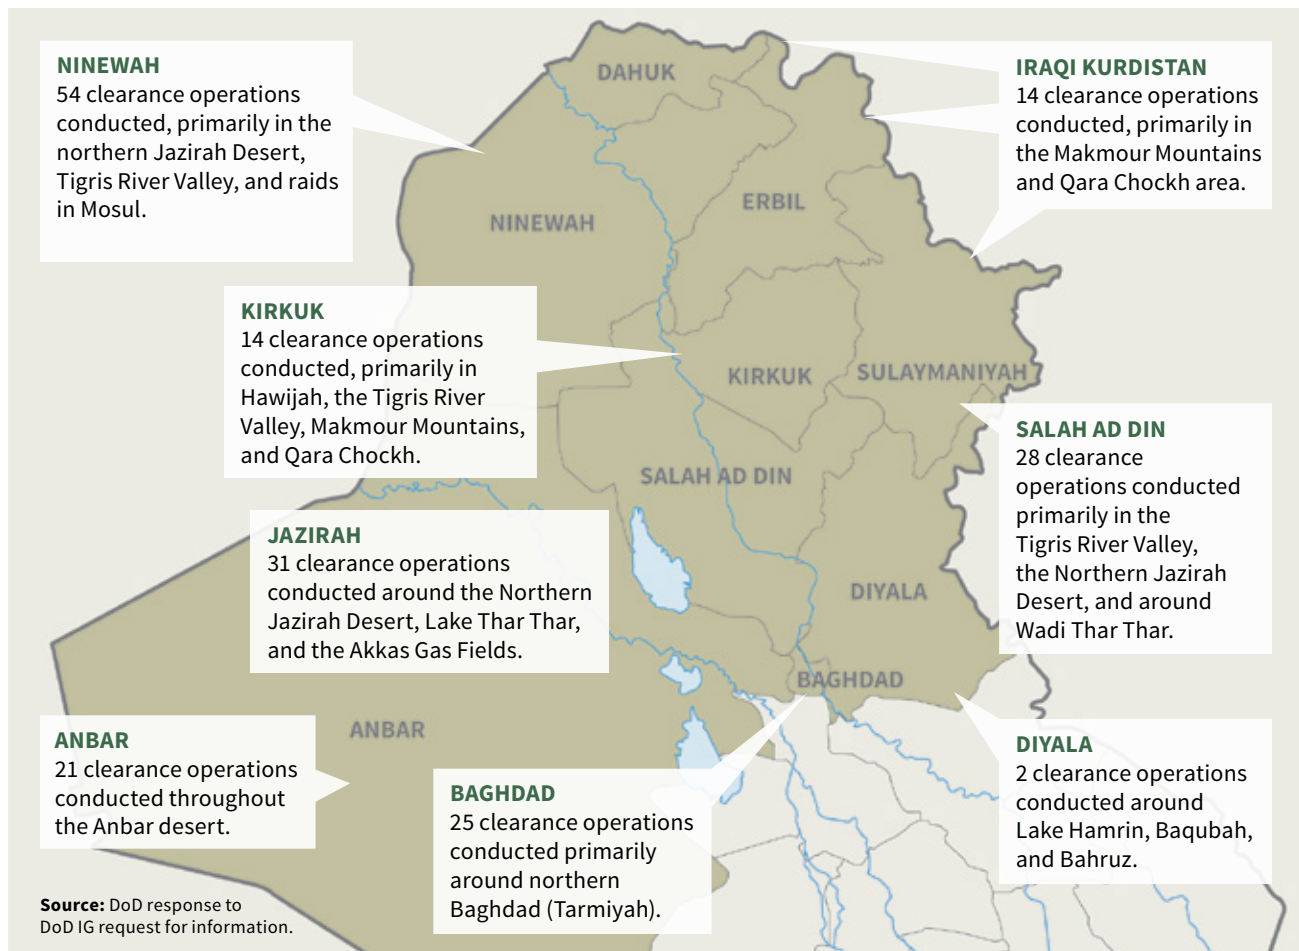 NINEWAH
54 clearance operations
conducted, primarily in the
northern Jazirah Desert,
Tigris River Valley, and raids
in Mosul.
IRAQI KURDISTAN
14 clearance operations
conducted, primarily in
the Makmour Mountains
and Qara Chockh area.
DAHUK
ERBIL
NINEWAH
KIRKUK
14 clearance operations
conducted, primarily in
Hawijah, the Tigris River
Valley, Makmour Mountains,
and Qara Chockh.
KIRKUK
SULAYMANIYAH
SALAH AD DIN
28 clearance
operations conducted
primarily in the
Tigris River Valley,
the Northern Jazirah
Desert, and around
Wadi Thar Thar.
SALAH AD DIN
JAZIRAH
31 clearance operations
conducted around the Northern
Jazirah Desert, Lake Thar Thar,
and the Akkas Gas Fields.
DIYALA
BAGHDAD
ANBAR
ANBAR
21 clearance operations
conducted throughout
the Anbar desert.
BAGHDAD
25 clearance operations
conducted primarily
around northern
Baghdad (Tarmiyah).
DIYALA
2 clearance operations
conducted around
Lake Hamrin, Baqubah,
and Bahruz.
Source: DoD response to
DoD IG request for information.